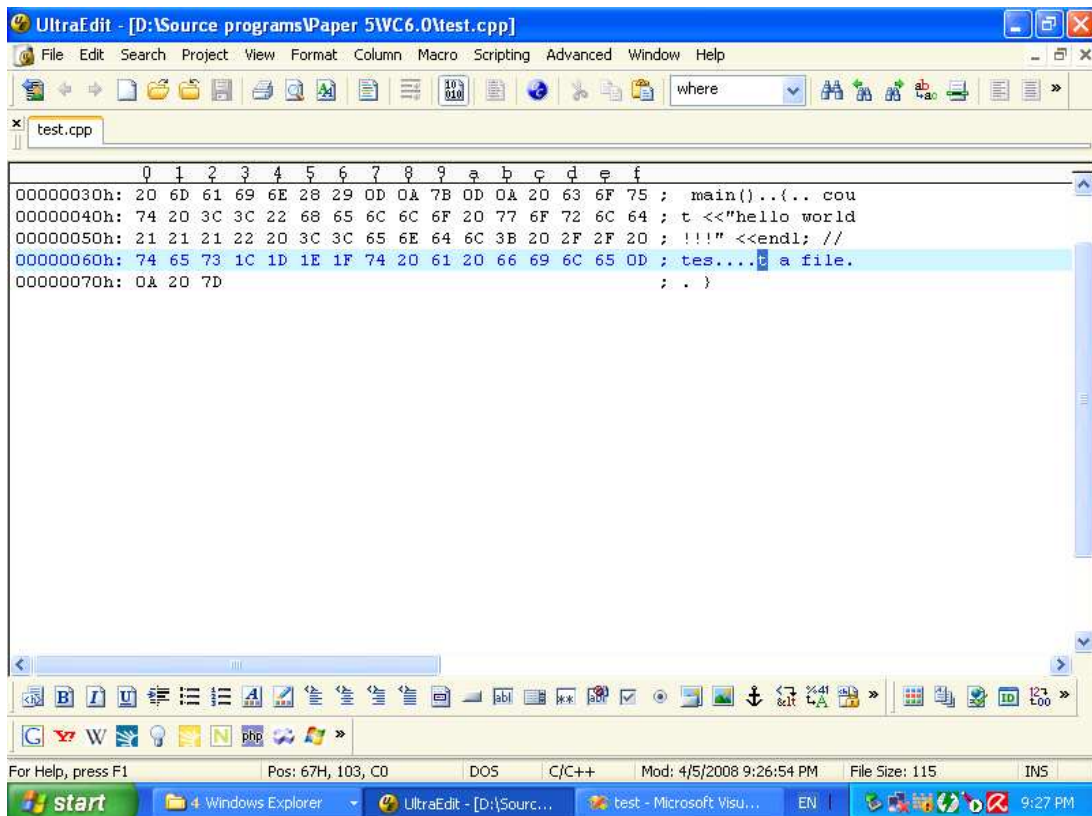 UltraEdit - [D:\Source programs\Paper 5\VC6.0\test.cpp]
File Edit Search Project View Format Column Macro Scripting Advanced Window Help
where
test.cpp
0 1 2 3 4 5 6 7 8 9 a b c d e f
00000030h: 20 6D 61 69 6E 28 29 0D 0A 7B 0D 0A 20 63 6F 75 ;  main()..{.. cou
00000040h: 74 20 3C 3C 22 68 65 6C 6C 6F 20 77 6F 72 6C 64 ; t <<"hello world
00000050h: 21 21 21 22 20 3C 3C 65 6E 64 6C 3B 20 2F 2F 20 ; !!!" <<endl; //
00000060h: 74 65 73 1C 1D 1E 1F 74 20 61 20 66 69 6C 65 0D ; tes....t a file.
00000070h: 0A 20 7D ; . }
For Help, press F1 Pos: 67H, 103, C0 DOS C/C++ Mod: 4/5/2008 9:26:54 PM File Size: 115 INS
start 4 Windows Explorer UltraEdit - [D:\Sourc... test - Microsoft Visu... EN 9:27 PM